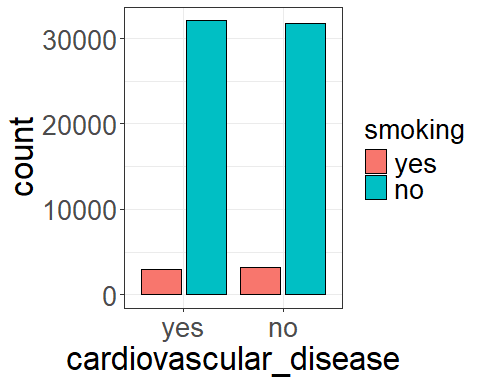 30000
20000
10000
0
count
yes
no
cardiovascular_disease
smoking
yes
no